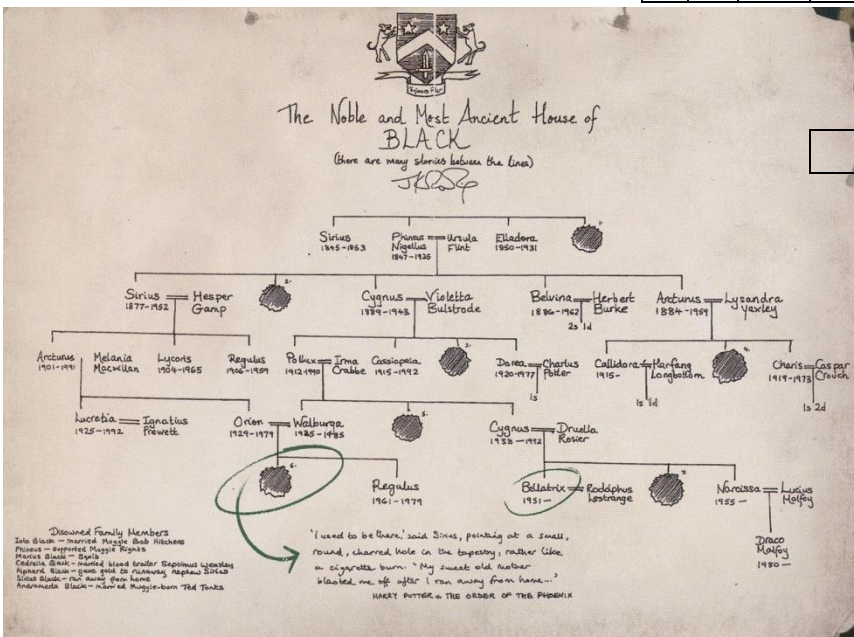 The Noble and Most Ancient House of
BLACK
(there are many stories between the lines)
1.
Sirius 1845-1853
Phineas Nigellus 1847-1925
Ursula Flint
Elladora 1850-1931
Sirius 1877-1952
Hesper Gamp
2.
Cygnus 1889-1943
Violetta Bulstrode
Belvina 1886-1962
Herbert Burke
2s 1d
Arcturus 1884-1959
Lysandra Yaxley
Arcturus 1901-1991
Melania Macmillan
Lycoris 1904-1965
Regulus 1906-1959
Pollux 1912-1990
Irma Crabbe
Cassiopeia 1915-1992
3.
Dorea 1920-1977
Charlus Potter
1s
Callidora 1915-
Harfang Longbottom
1s 1d
4.
Charis 1919-1973
Caspar Crouch
1s 2d
Lucretia 1925-1992
Ignatius Prewett
Orion 1929-1979
Walburga 1925-1985
5.
Cygnus 1938-1992
Druella Rosier
6.
Regulus 1961-1979
Bellatrix 1951-
Rodolphus Lestrange
7.
Narcissa 1955-
Lucius Malfoy
Draco Malfoy 1980-
Disowned Family Members
Isla Black - married Muggle Bob Hitchens
Phineas - supported Muggle Rights
Marius Black - Squib
Cedrella Black - married blood traitor Septimus Weasley
Alphard Black - gave gold to runaway nephew Sirius
Sirius Black - ran away from home
Andromeda Black - married Muggle-born Ted Tonks
'I used to be there,' said Sirius, pointing at a small,
round, charred hole in the tapestry, rather like
a cigarette burn. 'My sweet old mother
blasted me off after I ran away from home...'
HARRY POTTER & THE ORDER OF THE PHOENIX